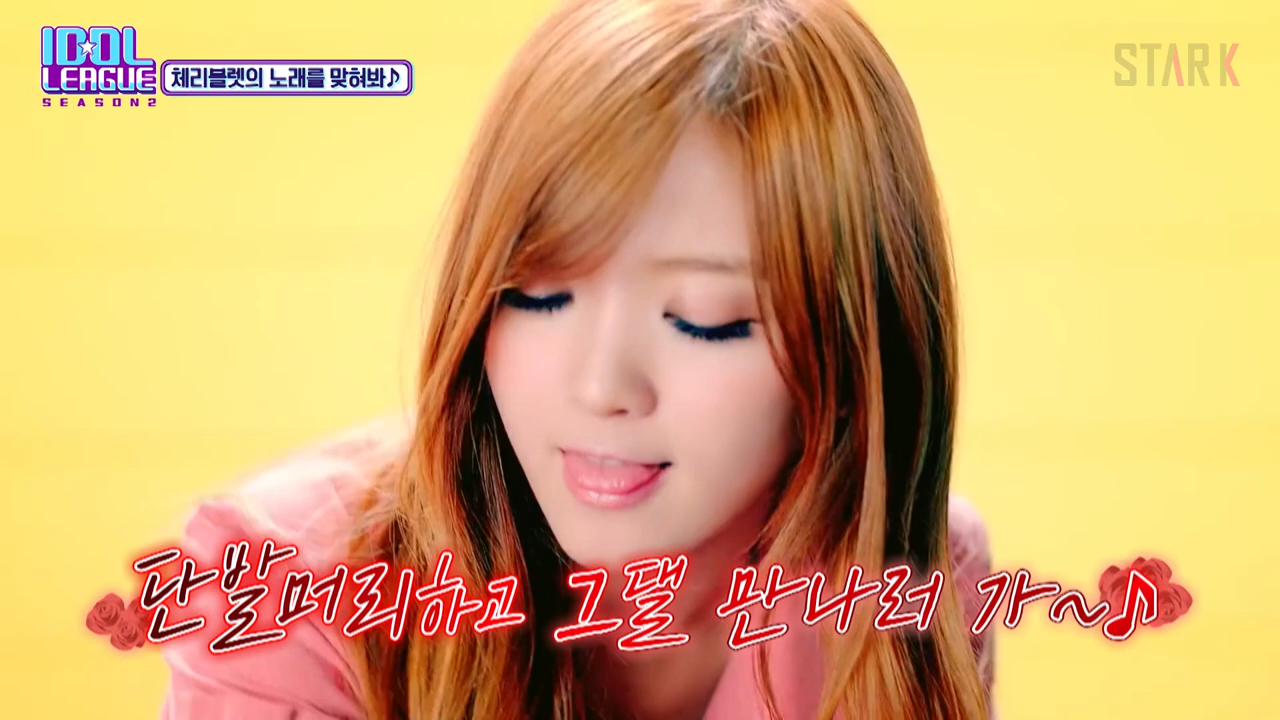 IDOL
LEAGUE
SEASON2
체리블렛의 노래를 맞혀봐♪
STAR K
단발머리하고 그댈 만나러 가~♪